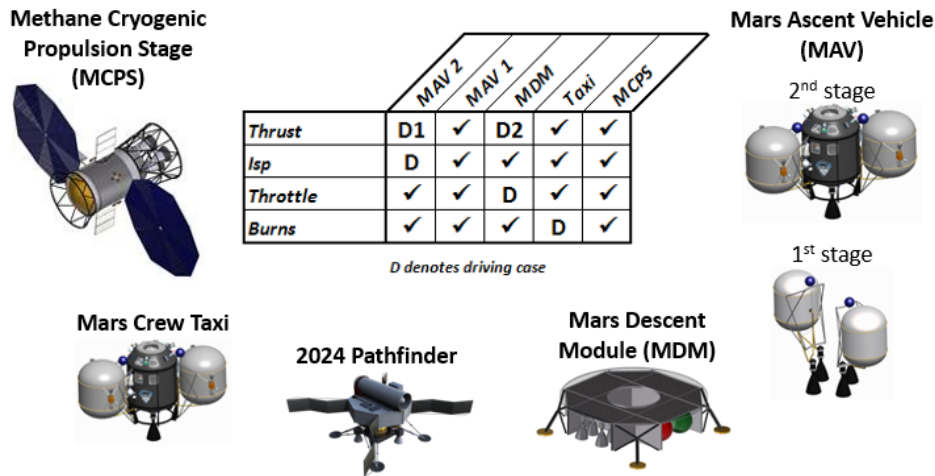 Methane Cryogenic
Propulsion Stage
(MCPS)
MAV 2 MAV 1 MDM Taxi MCPS
Thrust D1 ✓ D2 ✓ ✓
Isp D ✓ ✓ ✓ ✓
Throttle ✓ ✓ D ✓ ✓
Burns ✓ ✓ ✓ D ✓
D denotes driving case
Mars Ascent Vehicle
(MAV)
2nd stage
1st stage
Mars Crew Taxi
2024 Pathfinder
Mars Descent
Module (MDM)